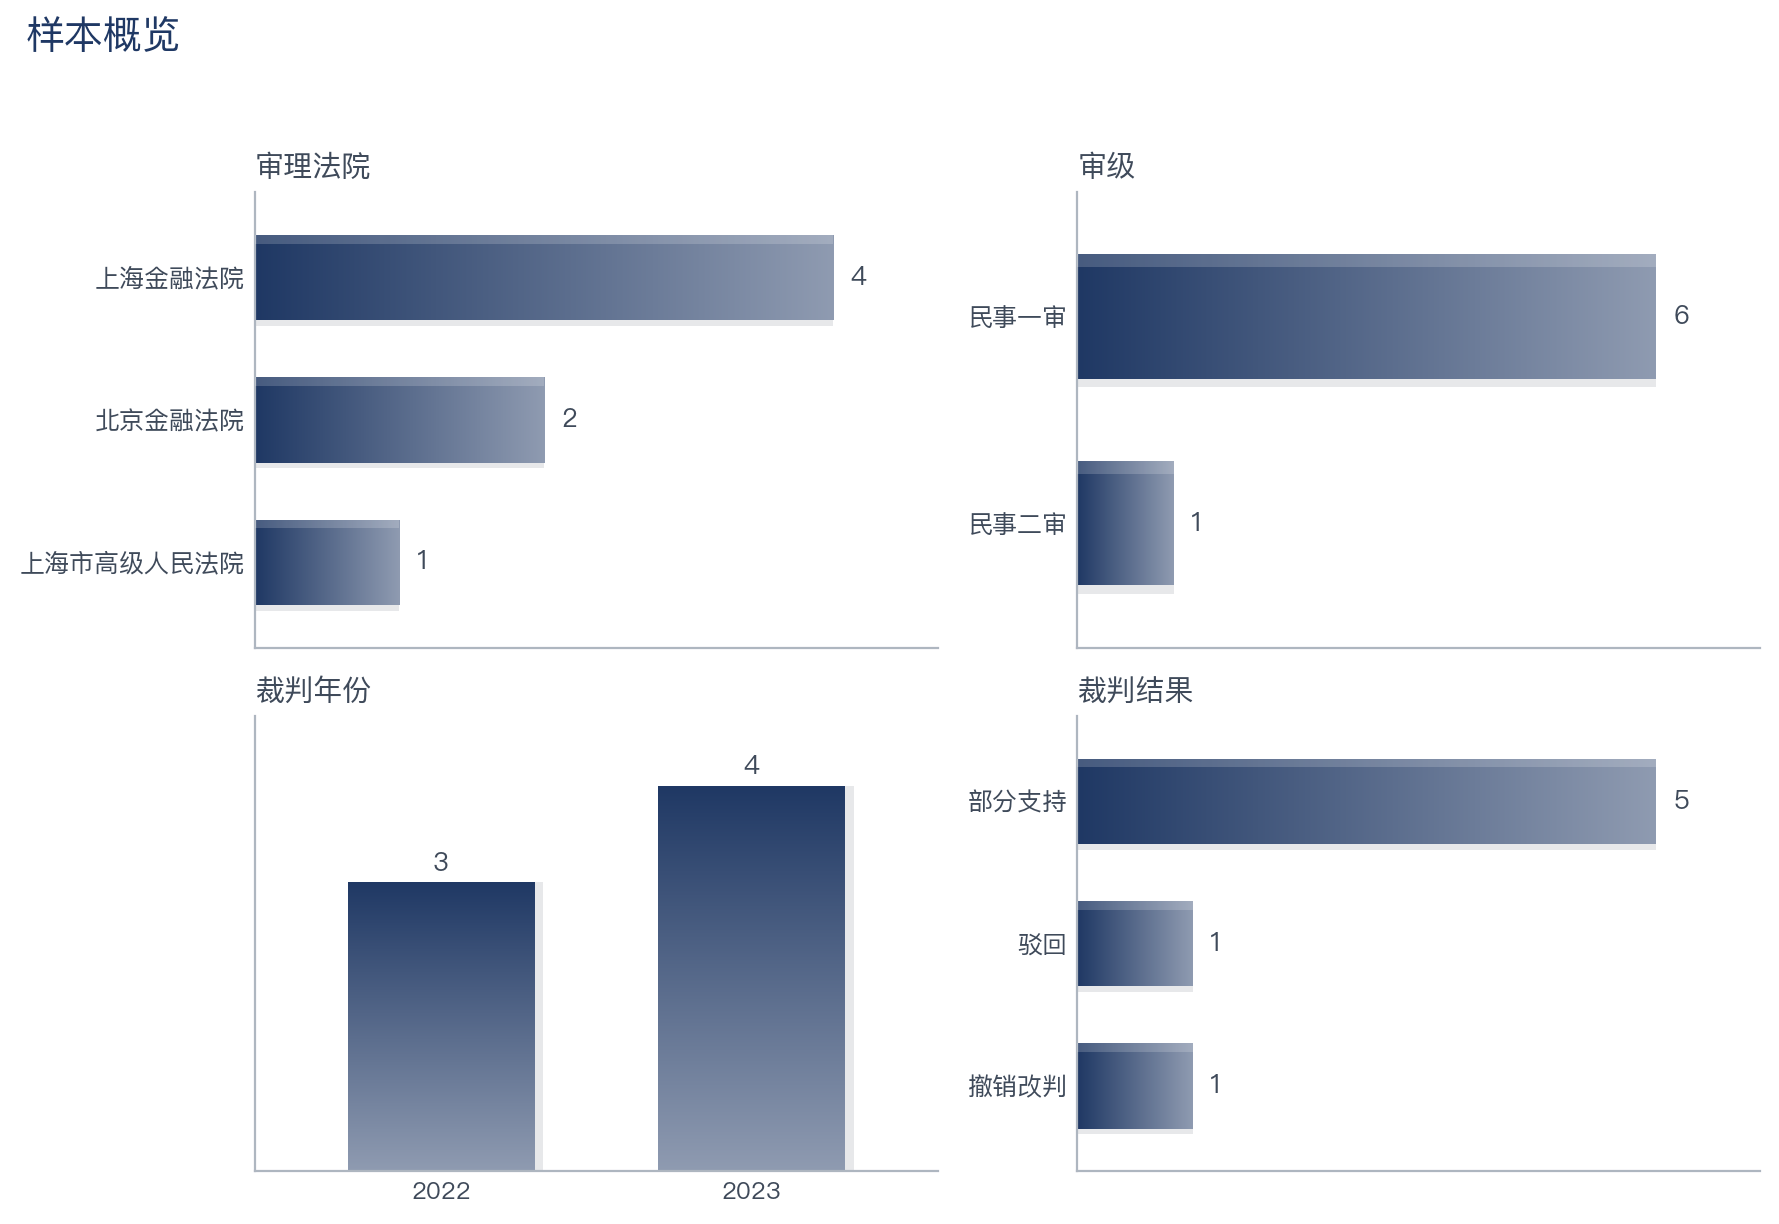 样本概览
审理法院
上海金融法院
4
北京金融法院
2
上海市高级人民法院
1
审级
民事一审
6
民事二审
1
裁判年份
3
4
2022
2023
裁判结果
部分支持
5
驳回
1
撤销改判
1